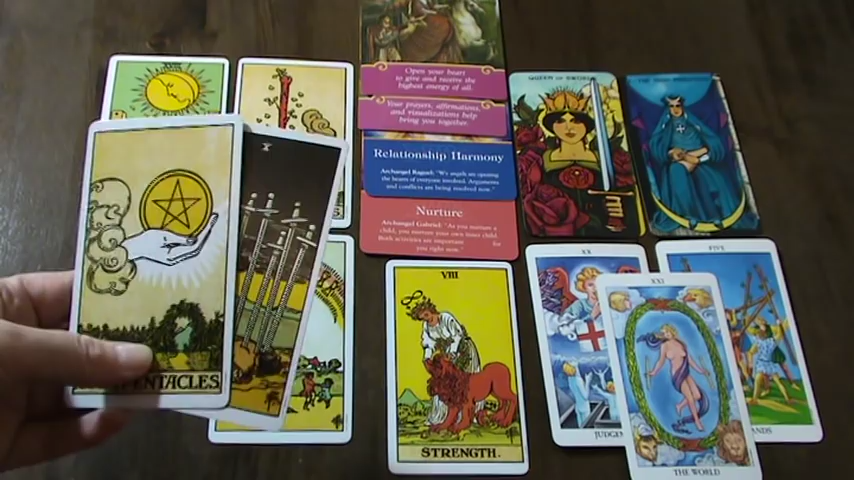 Open your heart
to give and receive the
highest energy of all.
Your prayers, affirmations,
and visualizations help
bring you together.
Relationship Harmony
Archangel Raguel: "My angels are opening
the hearts of everyone involved. Arguments
and conflicts are being resolved now."
Nurture
Archangel Gabriel: "As you nurture a
child, you nurture your own inner child.
Both activities are important for
you right now."
QUEEN OF SWORDS
X
PENTACLES
VIII
STRENGTH.
XX
JUDGE
FIVE
ANDS
XXI
THE WORLD